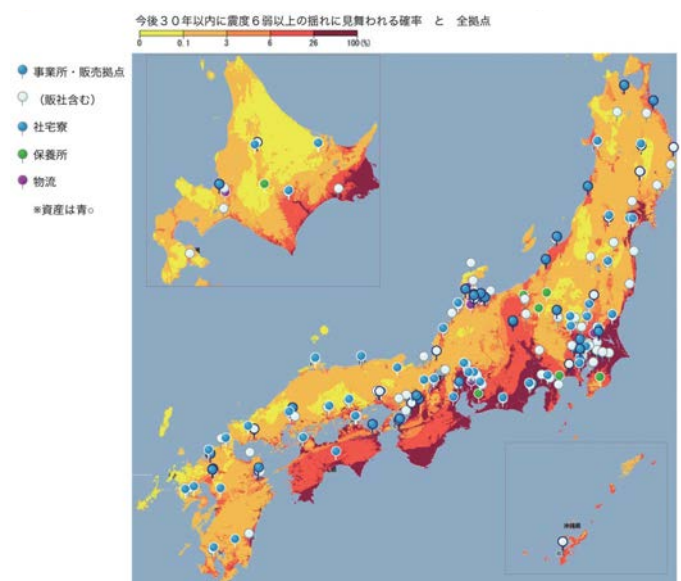 今後３０年以内に震度６弱以上の揺れに見舞われる確率　と　全拠点
0 0.1 3 6 26 100(%)
事業所・販売拠点
（販社含む）
社宅寮
保養所
物流
※資産は青○
沖縄県